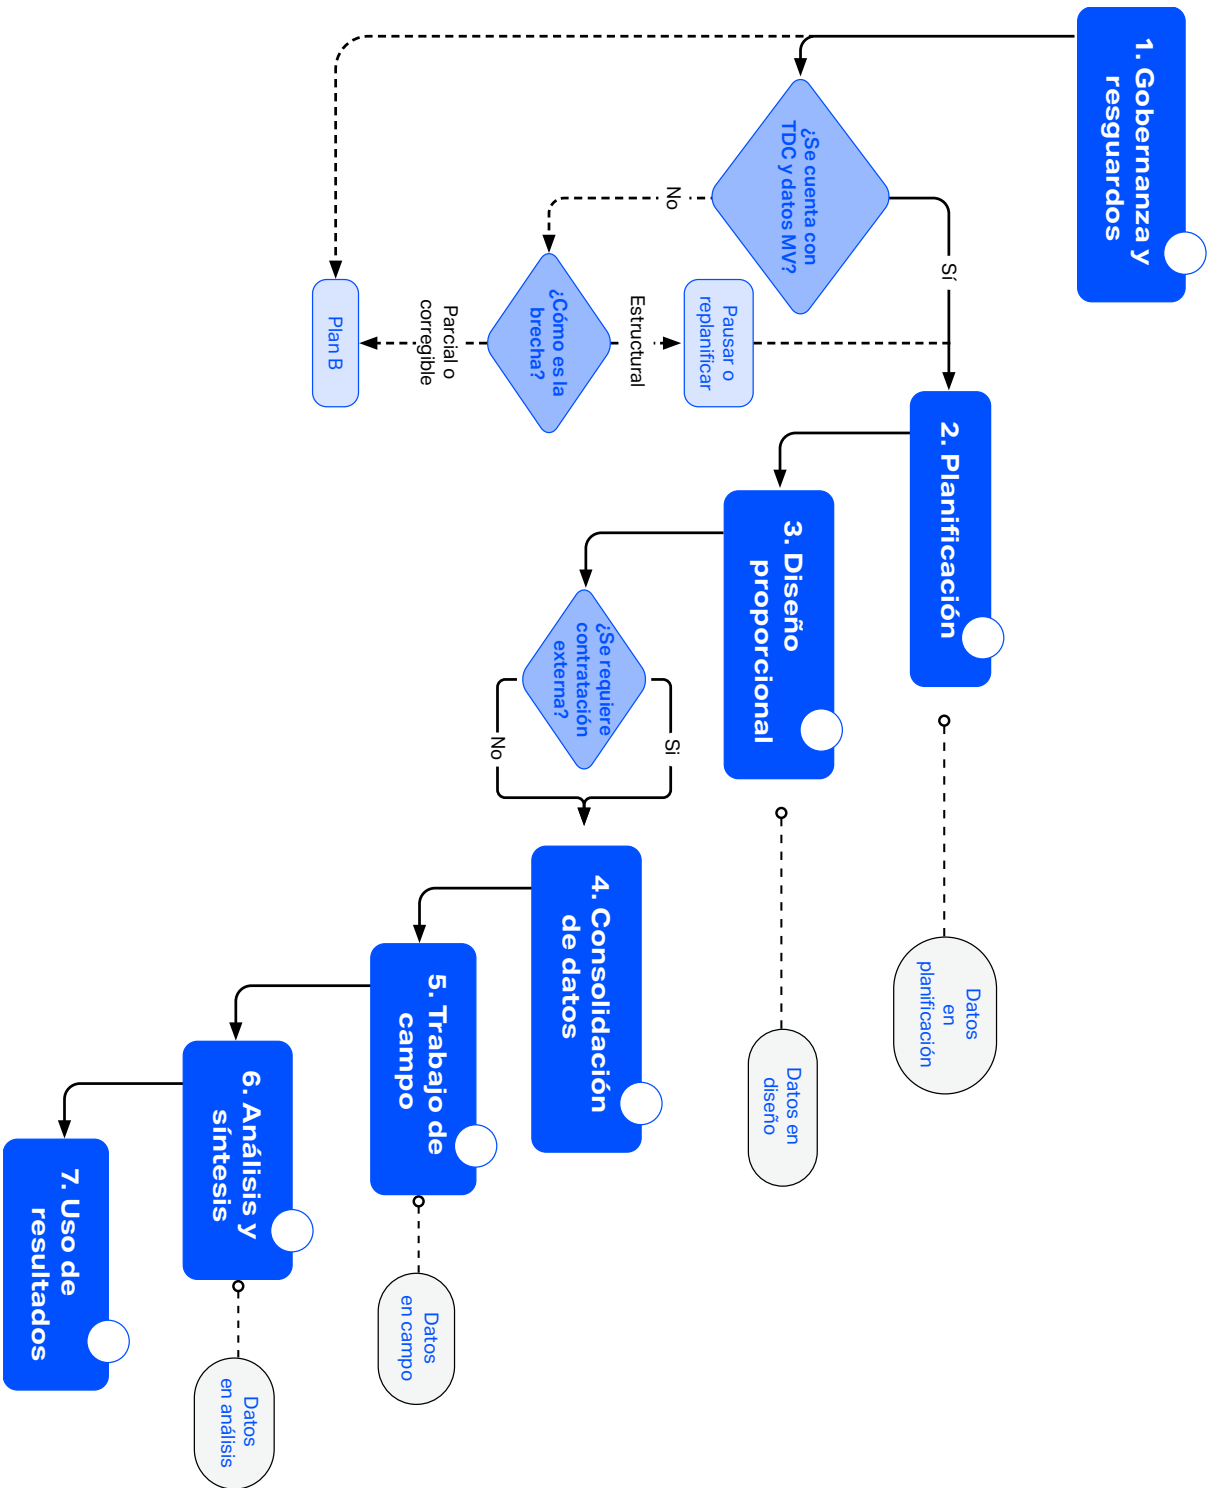 1. Gobernanza y
resguardos
¿Se cuenta con
TDC y datos MV?
Sí
No
¿Cómo es la
brecha?
Estructural
Pausar o
replanificar
Parcial o
corregible
Plan B
2. Planificación
Datos
en
planificación
3. Diseño
proporcional
Datos en
diseño
¿Se requiere
contratación
externa?
Si
No
4. Consolidación
de datos
5. Trabajo de
campo
Datos
en campo
6. Análisis y
síntesis
Datos
en análisis
7. Uso de
resultados